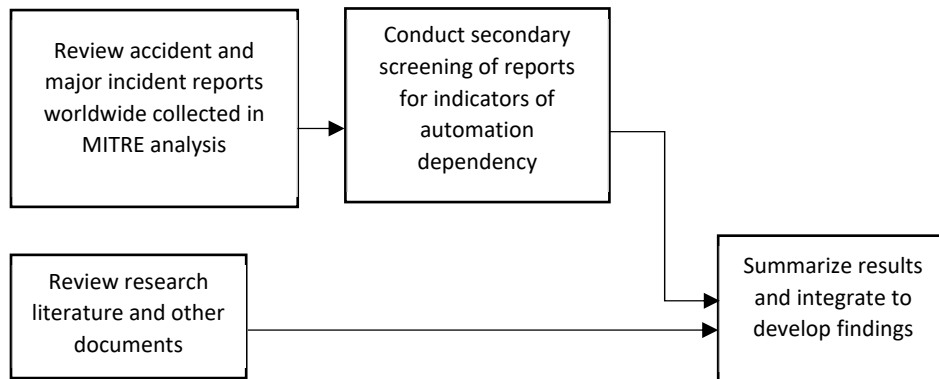 Review accident and
major incident reports
worldwide collected in
MITRE analysis
Conduct secondary
screening of reports
for indicators of
automation
dependency
Review research
literature and other
documents
Summarize results
and integrate to
develop findings